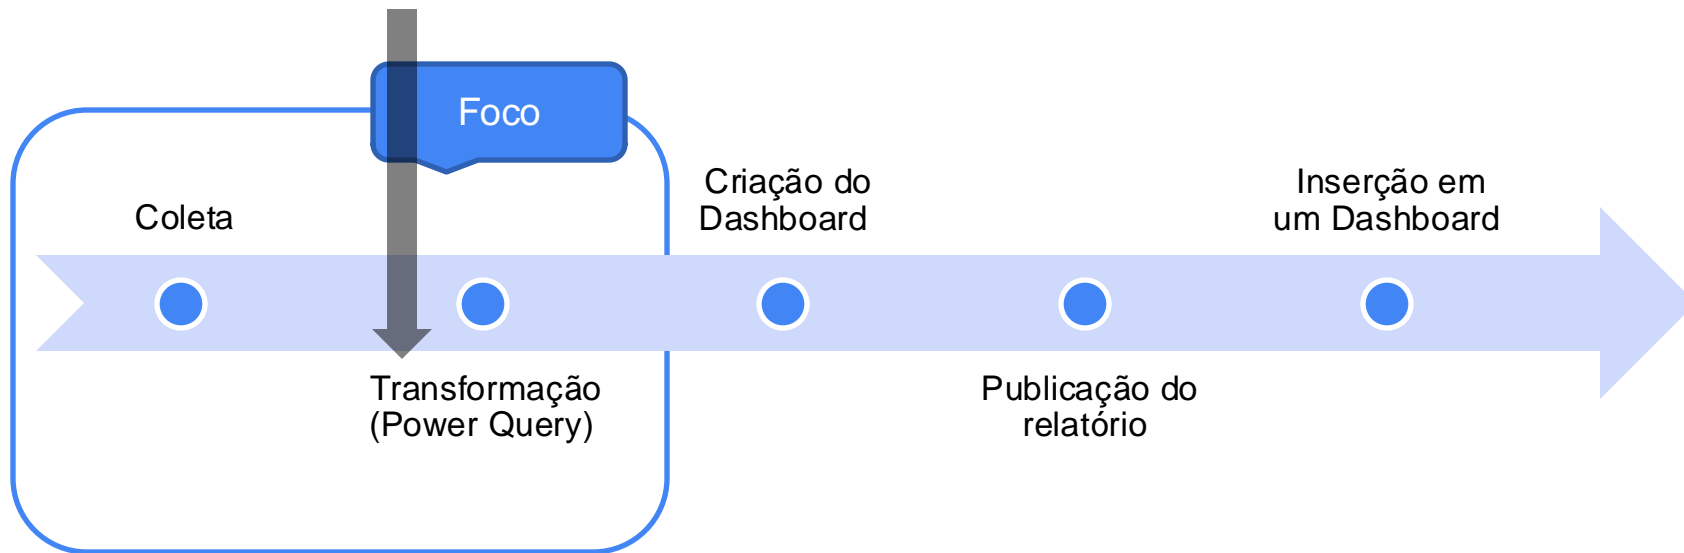 Foco
Coleta
Transformação
(Power Query)
Criação do
Dashboard
Publicação do
relatório
Inserção em
um Dashboard